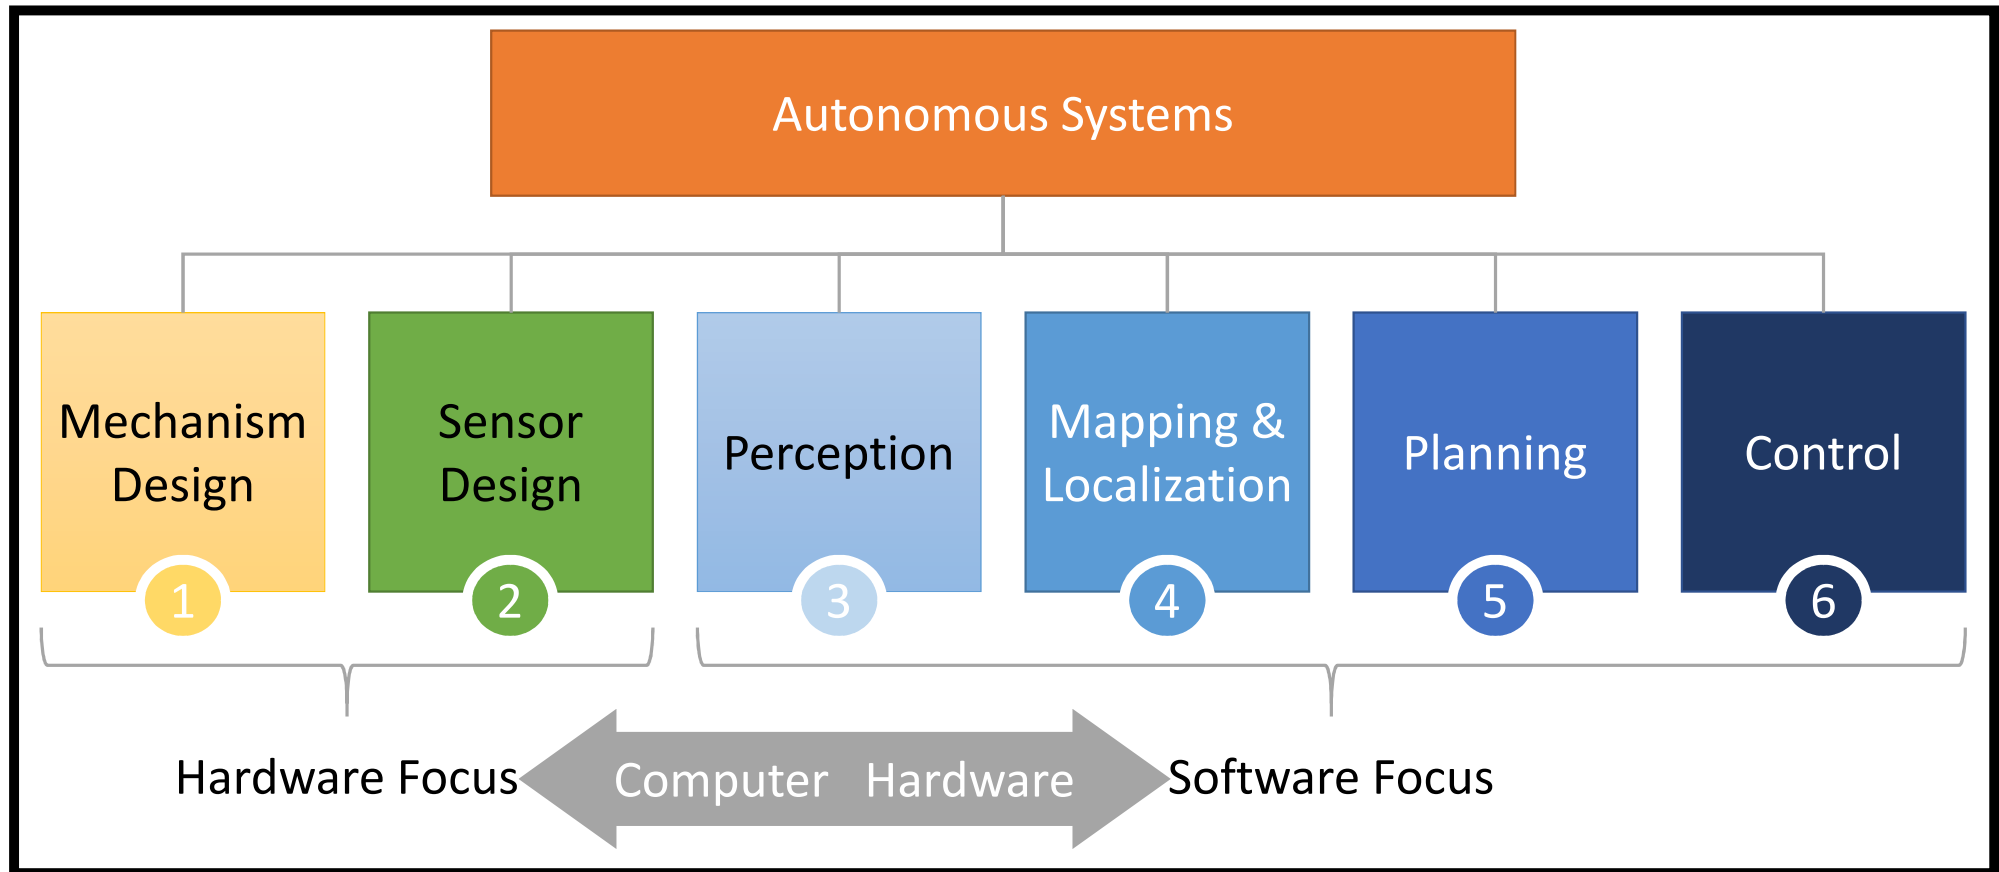 Autonomous Systems
Mechanism
Design
1
Sensor
Design
2
Perception
3
Mapping &
Localization
4
Planning
5
Control
6
Hardware Focus
Computer Hardware
Software Focus